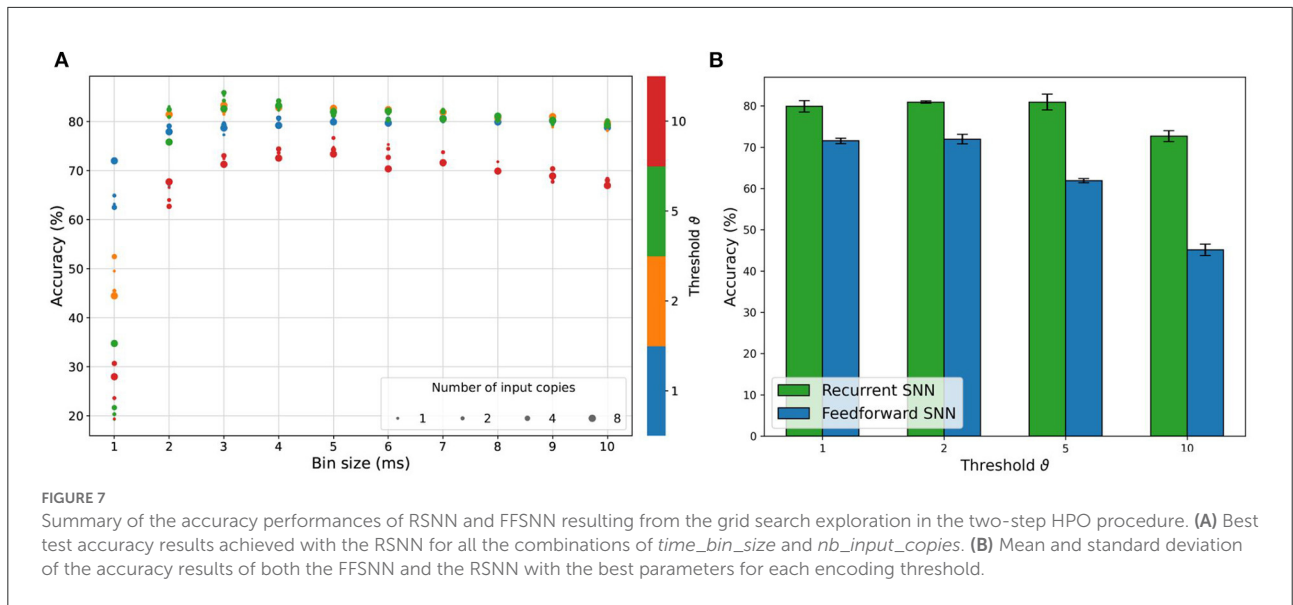 A
Accuracy (%)
80
70
60
50
40
30
20
1 2 3 4 5 6 7 8 9 10
Bin size (ms)
Number of input copies
1 2 4 8
10
5
2
1
Threshold ϑ
B
Accuracy (%)
80
70
60
50
40
30
20
10
0
Recurrent SNN
Feedforward SNN
1 2 5 10
Threshold ϑ
FIGURE 7
Summary of the accuracy performances of RSNN and FFSNN resulting from the grid search exploration in the two-step HPO procedure. (A) Best
test accuracy results achieved with the RSNN for all the combinations of time_bin_size and nb_input_copies. (B) Mean and standard deviation
of the accuracy results of both the FFSNN and the RSNN with the best parameters for each encoding threshold.